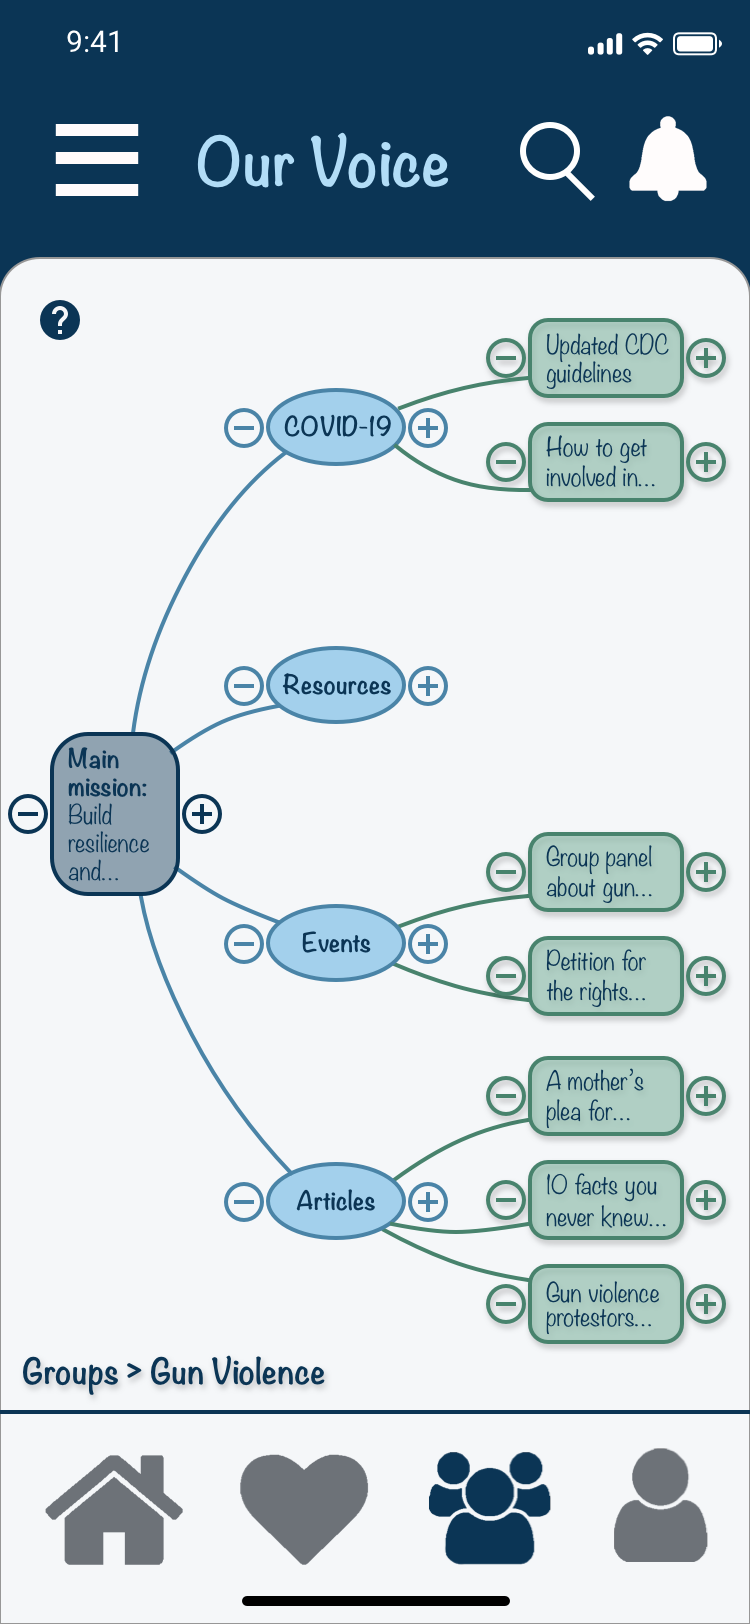 9:41
Our Voice
?
Updated CDC
guidelines
COVID-19
How to get
involved in...
Resources
Main
mission:
Build
resilience
and...
Group panel
about gun...
Events
Petition for
the rights...
A mother's
plea for...
Articles
10 facts you
never knew...
Gun violence
protestors...
Groups > Gun Violence